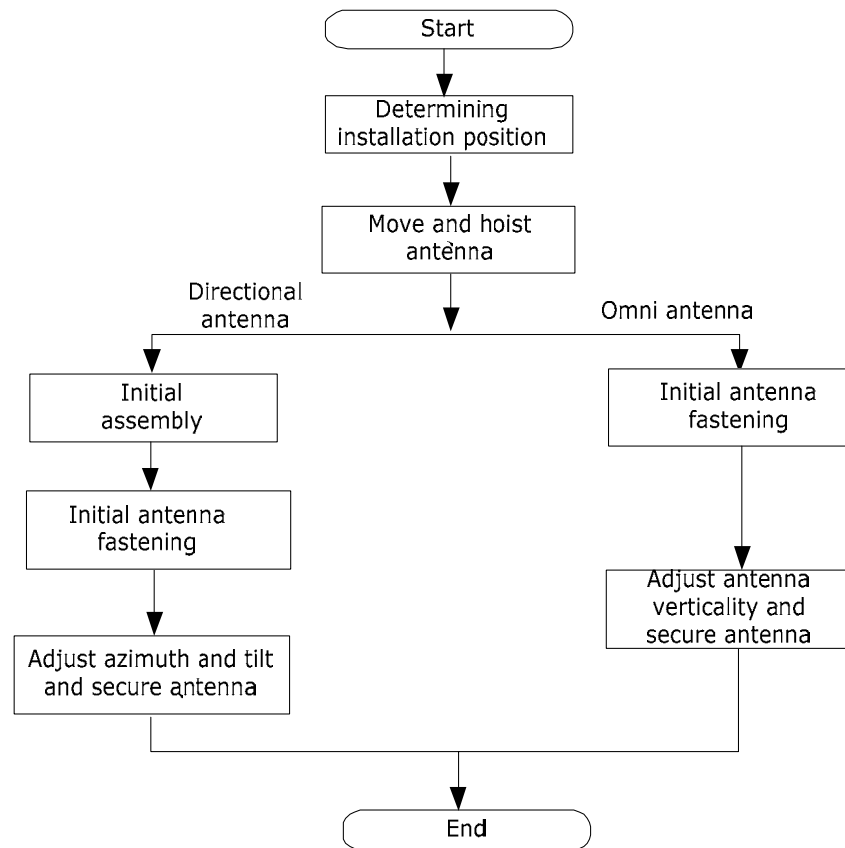 Start
Determining
installation position
Move and hoist
antenna
Directional
antenna
Omni antenna
Initial
assembly
Initial antenna
fastening
Initial antenna
fastening
Adjust azimuth and tilt
and secure antenna
Adjust antenna
verticality and
secure antenna
End